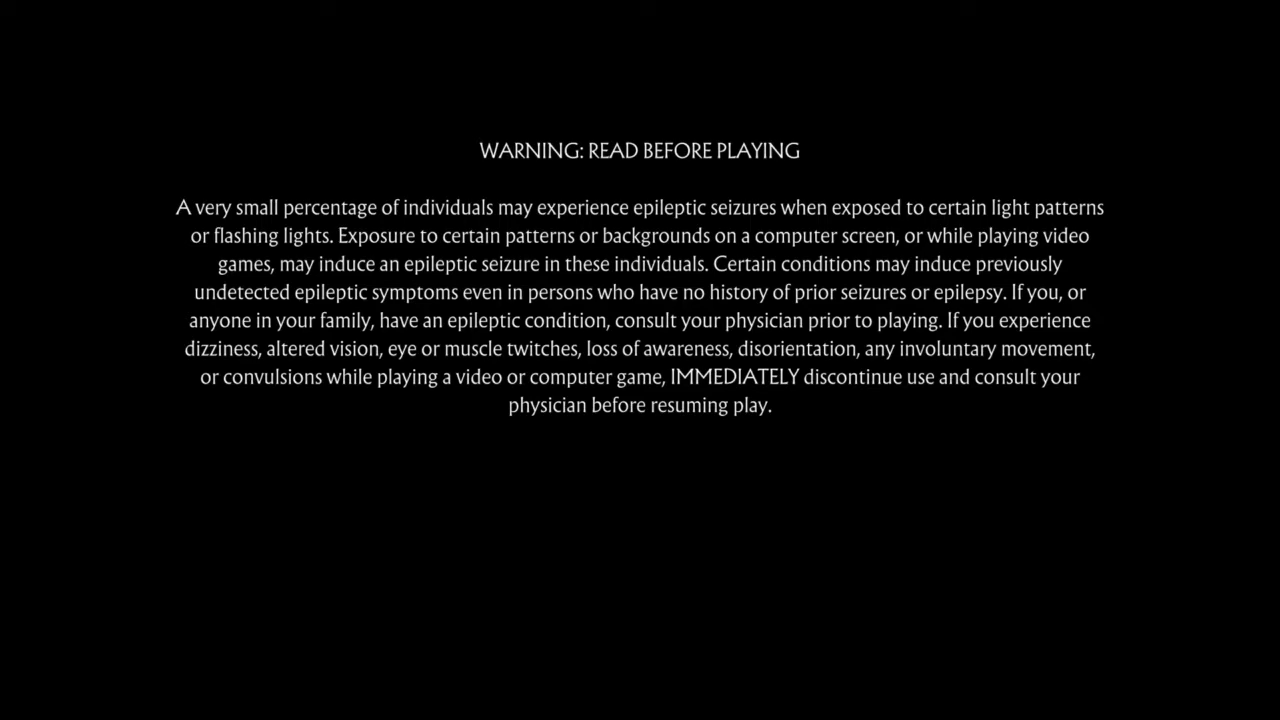 WARNING: READ BEFORE PLAYING
A very small percentage of individuals may experience epileptic seizures when exposed to certain light patterns
or flashing lights. Exposure to certain patterns or backgrounds on a computer screen, or while playing video
games, may induce an epileptic seizure in these individuals. Certain conditions may induce previously
undetected epileptic symptoms even in persons who have no history of prior seizures or epilepsy. If you, or
anyone in your family, have an epileptic condition, consult your physician prior to playing. If you experience
dizziness, altered vision, eye or muscle twitches, loss of awareness, disorientation, any involuntary movement,
or convulsions while playing a video or computer game, IMMEDIATELY discontinue use and consult your
physician before resuming play.